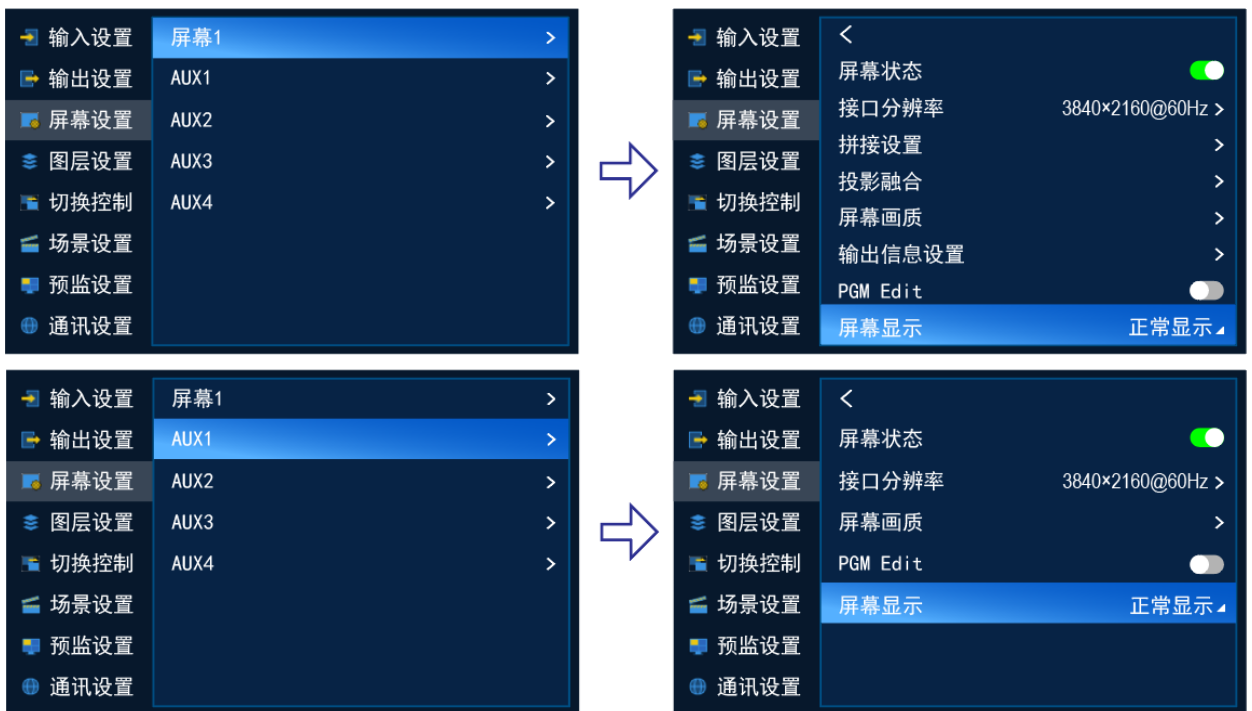 输入设置
输出设置
屏幕设置
图层设置
切换控制
场景设置
预监设置
通讯设置
屏幕1 >
AUX1 >
AUX2 >
AUX3 >
AUX4 >
输入设置
输出设置
屏幕设置
图层设置
切换控制
场景设置
预监设置
通讯设置
<
屏幕状态
接口分辨率 3840×2160@60Hz >
拼接设置 >
投影融合 >
屏幕画质 >
输出信息设置 >
PGM Edit
屏幕显示 正常显示
输入设置
输出设置
屏幕设置
图层设置
切换控制
场景设置
预监设置
通讯设置
屏幕1 >
AUX1 >
AUX2 >
AUX3 >
AUX4 >
输入设置
输出设置
屏幕设置
图层设置
切换控制
场景设置
预监设置
通讯设置
<
屏幕状态
接口分辨率 3840×2160@60Hz >
屏幕画质 >
PGM Edit
屏幕显示 正常显示